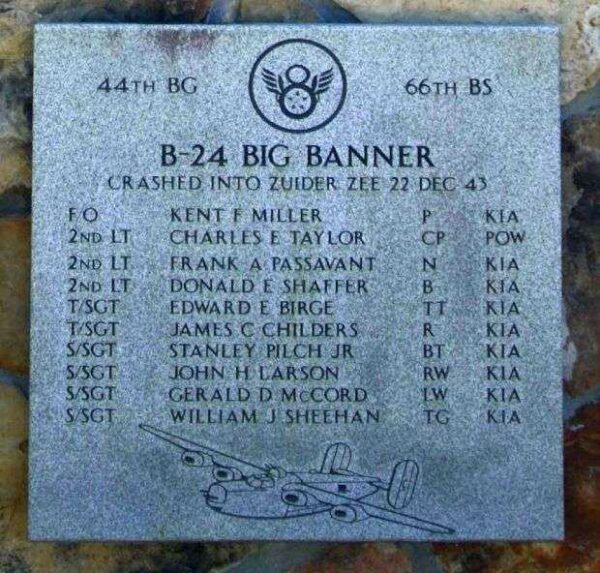 44TH BG 66TH BS
B-24 BIG BANNER
CRASHED INTO ZUIDER ZEE 22 DEC 43
F O KENT F MILLER P KIA
2ND LT CHARLES E TAYLOR CP POW
2ND LT FRANK A PASSAVANT N KIA
2ND LT DONALD E SHAFFER B KIA
T/SGT EDWARD E BIRGE TT KIA
T/SGT JAMES C CHILDERS R KIA
S/SGT STANLEY PILCH JR BT KIA
S/SGT JOHN H LARSON RW KIA
S/SGT GERALD D McCORD LW KIA
S/SGT WILLIAM J SHEEHAN TG KIA